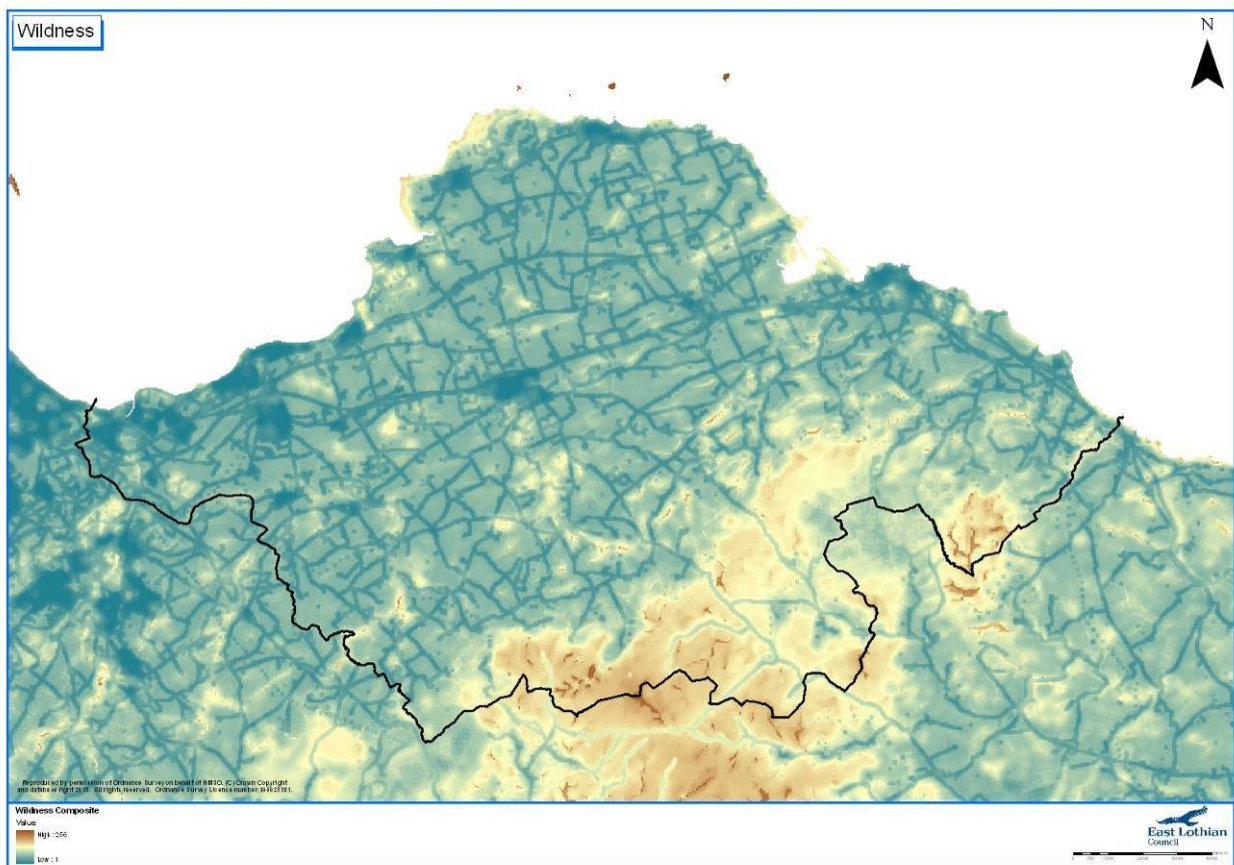 Wildness
N
Reproduced by permission of Ordnance Survey on behalf of HMSO. (C) Crown Copyright
and database right 2013. All rights reserved. Ordnance Survey Licence number
Wildness Composite
Value
High : 256
Low : 1
East Lothian
Council